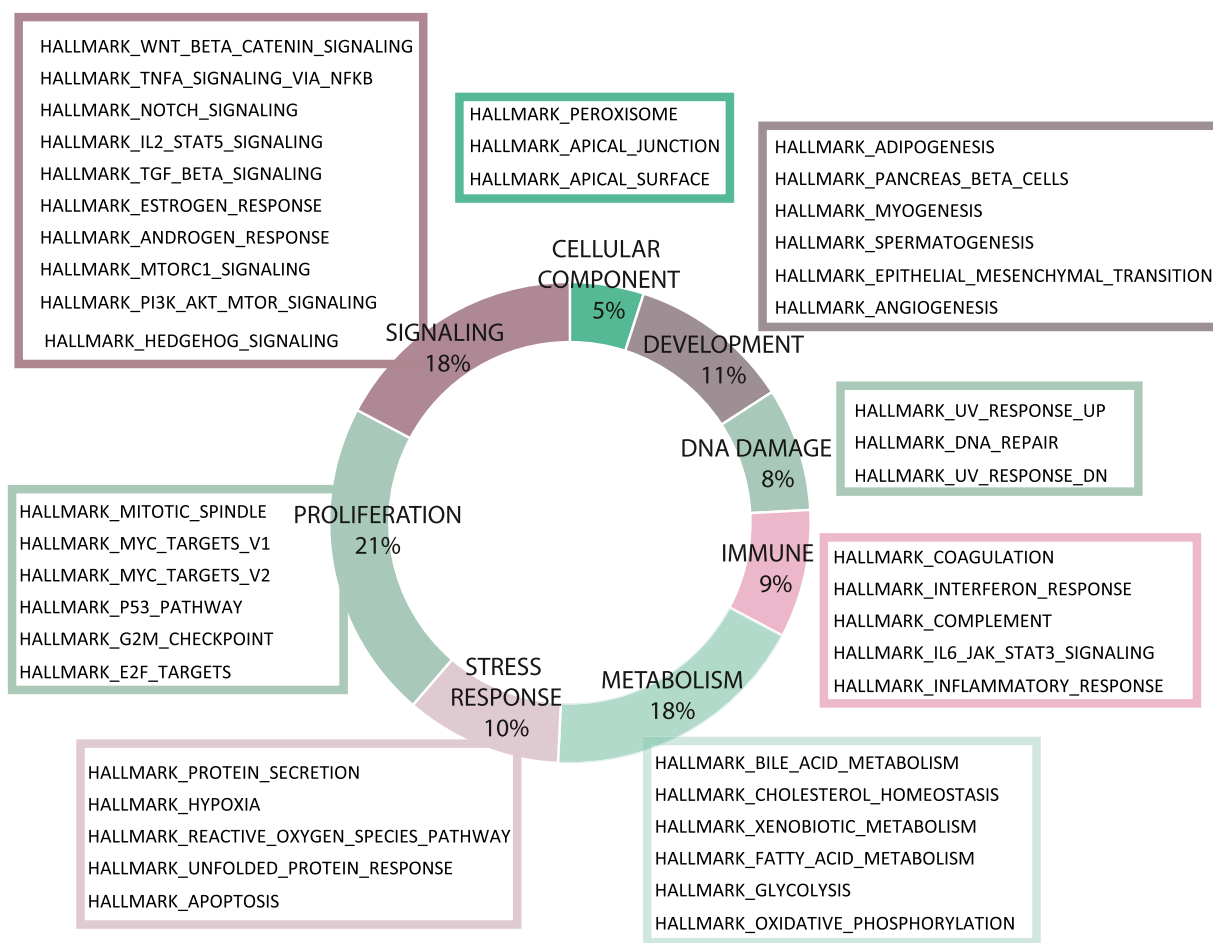 HALLMARK_WNT_BETA_CATENIN_SIGNALING
HALLMARK_TNFA_SIGNALING_VIA_NFKB
HALLMARK_NOTCH_SIGNALING
HALLMARK_IL2_STAT5_SIGNALING
HALLMARK_TGF_BETA_SIGNALING
HALLMARK_ESTROGEN_RESPONSE
HALLMARK_ANDROGEN_RESPONSE
HALLMARK_MTORC1_SIGNALING
HALLMARK_PI3K_AKT_MTOR_SIGNALING
HALLMARK_HEDGEHOG_SIGNALING
HALLMARK_PEROXISOME
HALLMARK_APICAL_JUNCTION
HALLMARK_APICAL_SURFACE
HALLMARK_ADIPOGENESIS
HALLMARK_PANCREAS_BETA_CELLS
HALLMARK_MYOGENESIS
HALLMARK_SPERMATOGENESIS
HALLMARK_EPITHELIAL_MESENCHYMAL_TRANSITION
HALLMARK_ANGIOGENESIS
CELLULAR
COMPONENT
5%
SIGNALING
18%
DEVELOPMENT
11%
DNA DAMAGE
8%
HALLMARK_UV_RESPONSE_UP
HALLMARK_DNA_REPAIR
HALLMARK_UV_RESPONSE_DN
HALLMARK_MITOTIC_SPINDLE
HALLMARK_MYC_TARGETS_V1
HALLMARK_MYC_TARGETS_V2
HALLMARK_P53_PATHWAY
HALLMARK_G2M_CHECKPOINT
HALLMARK_E2F_TARGETS
PROLIFERATION
21%
IMMUNE
9%
HALLMARK_COAGULATION
HALLMARK_INTERFERON_RESPONSE
HALLMARK_COMPLEMENT
HALLMARK_IL6_JAK_STAT3_SIGNALING
HALLMARK_INFLAMMATORY_RESPONSE
STRESS
RESPONSE
10%
METABOLISM
18%
HALLMARK_PROTEIN_SECRETION
HALLMARK_HYPOXIA
HALLMARK_REACTIVE_OXYGEN_SPECIES_PATHWAY
HALLMARK_UNFOLDED_PROTEIN_RESPONSE
HALLMARK_APOPTOSIS
HALLMARK_BILE_ACID_METABOLISM
HALLMARK_CHOLESTEROL_HOMEOSTASIS
HALLMARK_XENOBIOTIC_METABOLISM
HALLMARK_FATTY_ACID_METABOLISM
HALLMARK_GLYCOLYSIS
HALLMARK_OXIDATIVE_PHOSPHORYLATION